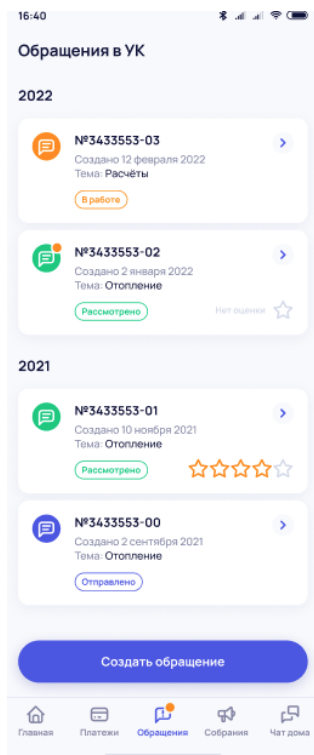 16:40
Обращения в УК
2022
№3433553-03
Создано 12 февраля 2022
Тема: Расчёты
В работе
№3433553-02
Создано 2 января 2022
Тема: Отопление
Рассмотрено
Нет оценки
2021
№3433553-01
Создано 10 ноября 2021
Тема: Отопление
Рассмотрено
№3433553-00
Создано 2 сентября 2021
Тема: Отопление
Отправлено
Создать обращение
Главная Платежи Обращения Собрания Чат дома